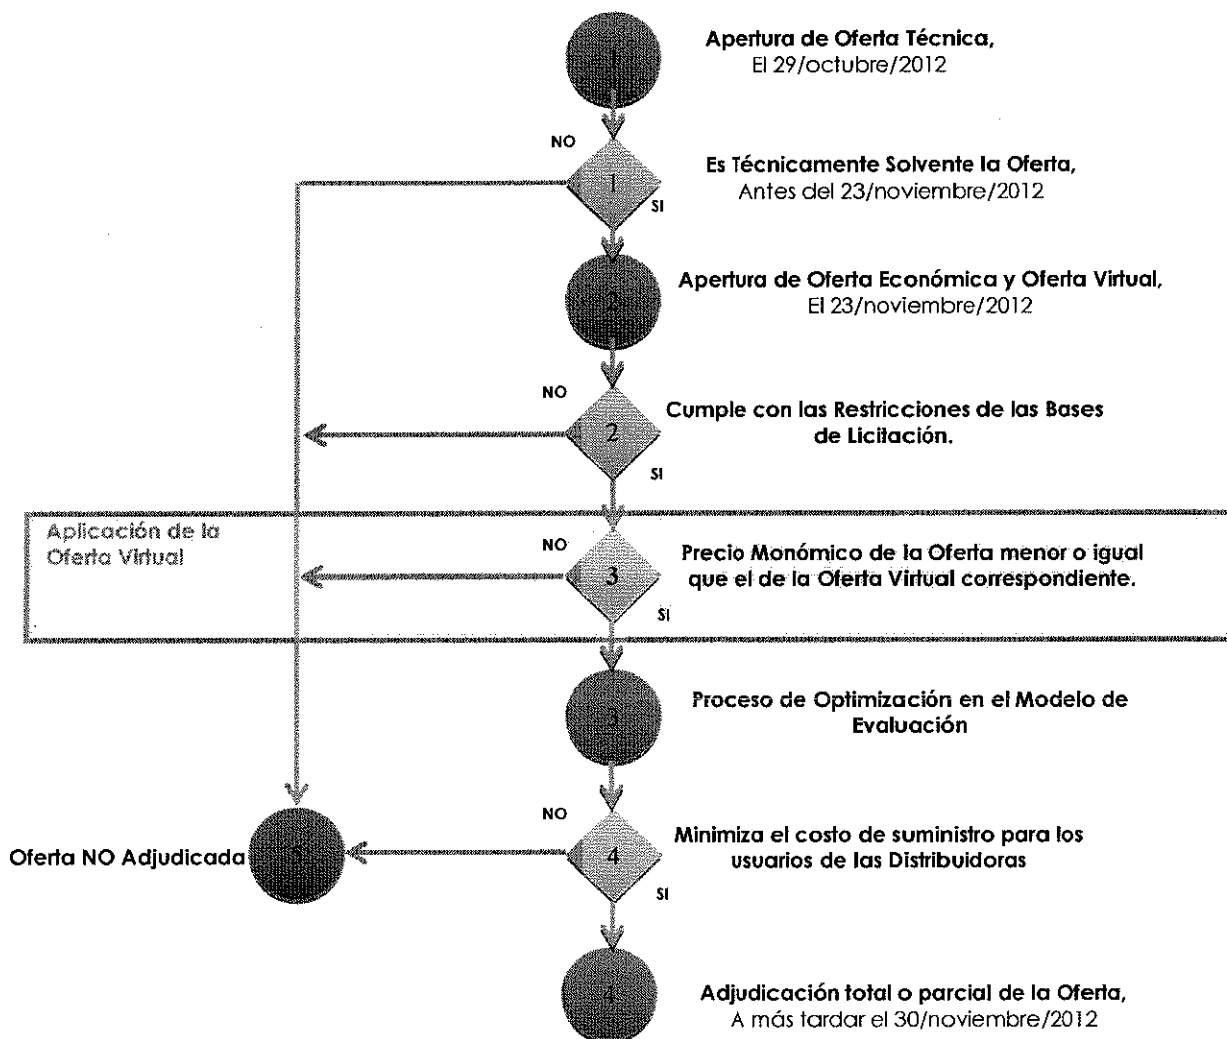 1
Apertura de Oferta Técnica,
El 29/octubre/2012
NO
1
Es Técnicamente Solvente la Oferta,
Antes del 23/noviembre/2012
SI
2
Apertura de Oferta Económica y Oferta Virtual,
El 23/noviembre/2012
NO
2
Cumple con las Restricciones de las Bases
de Licitación.
SI
Aplicación de la
Oferta Virtual
NO
3
Precio Monómico de la Oferta menor o igual
que el de la Oferta Virtual correspondiente.
SI
3
Proceso de Optimización en el Modelo de
Evaluación
NO
4
Minimiza el costo de suministro para los
usuarios de las Distribuidoras
SI
Oferta NO Adjudicada
4
Adjudicación total o parcial de la Oferta,
A más tardar el 30/noviembre/2012